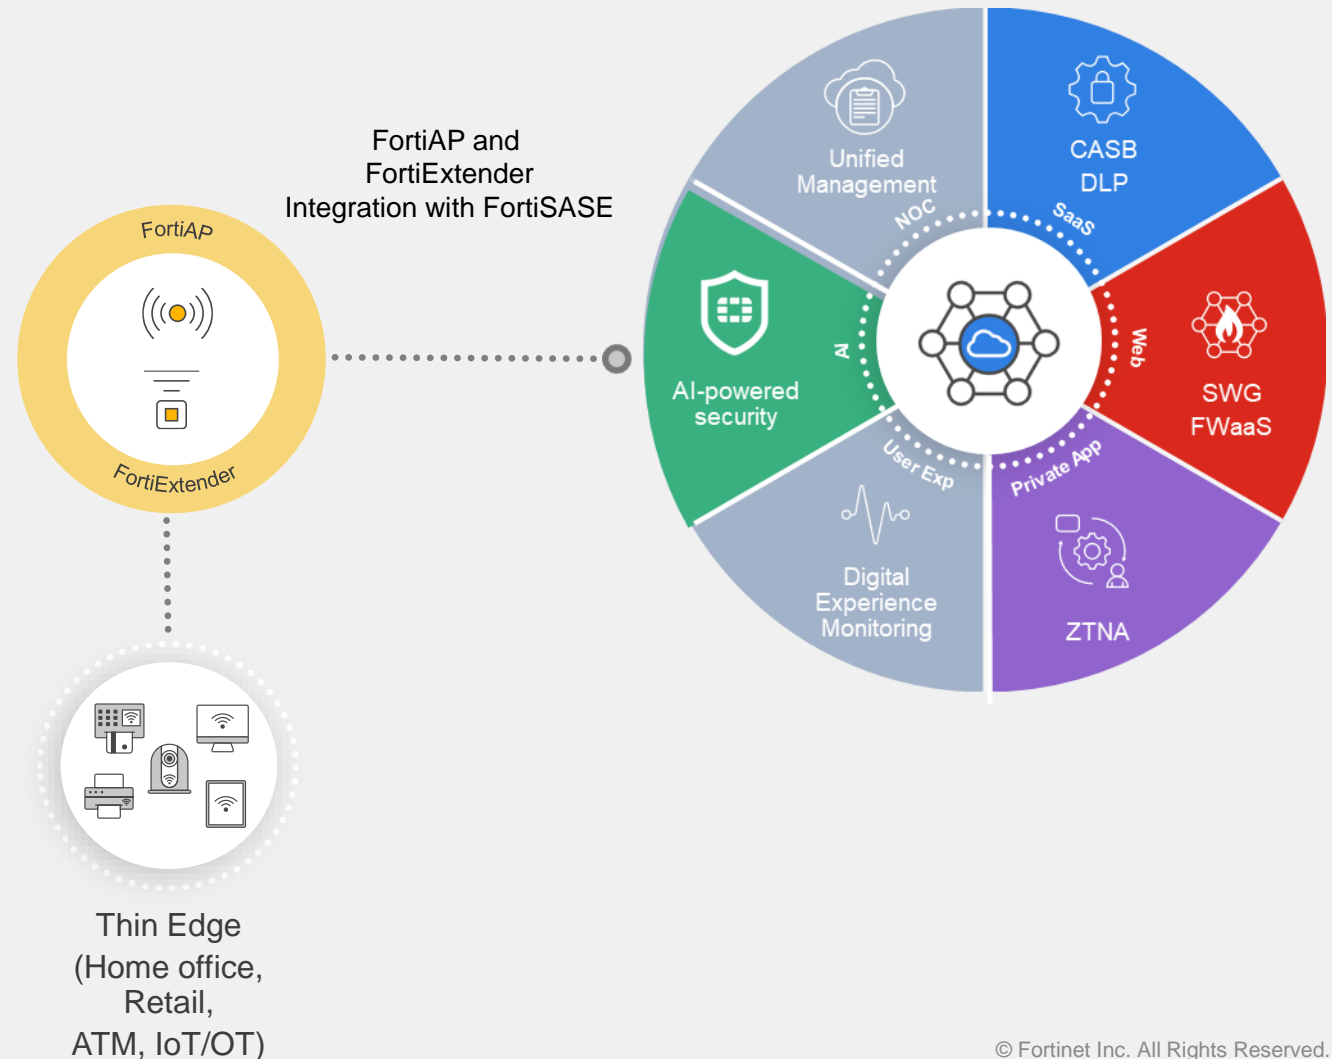 FortiAP and
FortiExtender
Integration with FortiSASE
FortiAP
FortiExtender
Thin Edge
(Home office,
Retail,
ATM, IoT/OT)
Unified
Management
NOC
CASB
DLP
SaaS
AI-powered
security
AI
Web
SWG
FWaaS
User Exp
Digital
Experience
Monitoring
Private App
ZTNA
© Fortinet Inc. All Rights Reserved.